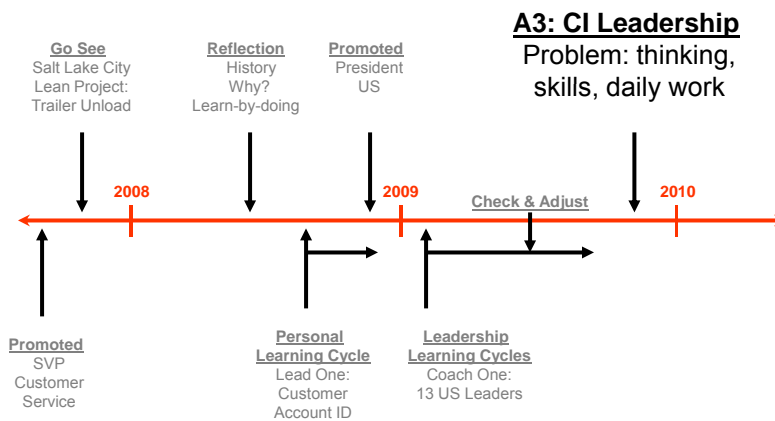 A3: CI Leadership
Problem: thinking,
skills, daily work
Go See
Salt Lake City
Lean Project:
Trailer Unload
Reflection
History
Why?
Learn-by-doing
Promoted
President
US
2008
2009
Check & Adjust
2010
Promoted
SVP
Customer
Service
Personal
Learning Cycle
Lead One:
Customer
Account ID
Leadership
Learning Cycles
Coach One:
13 US Leaders